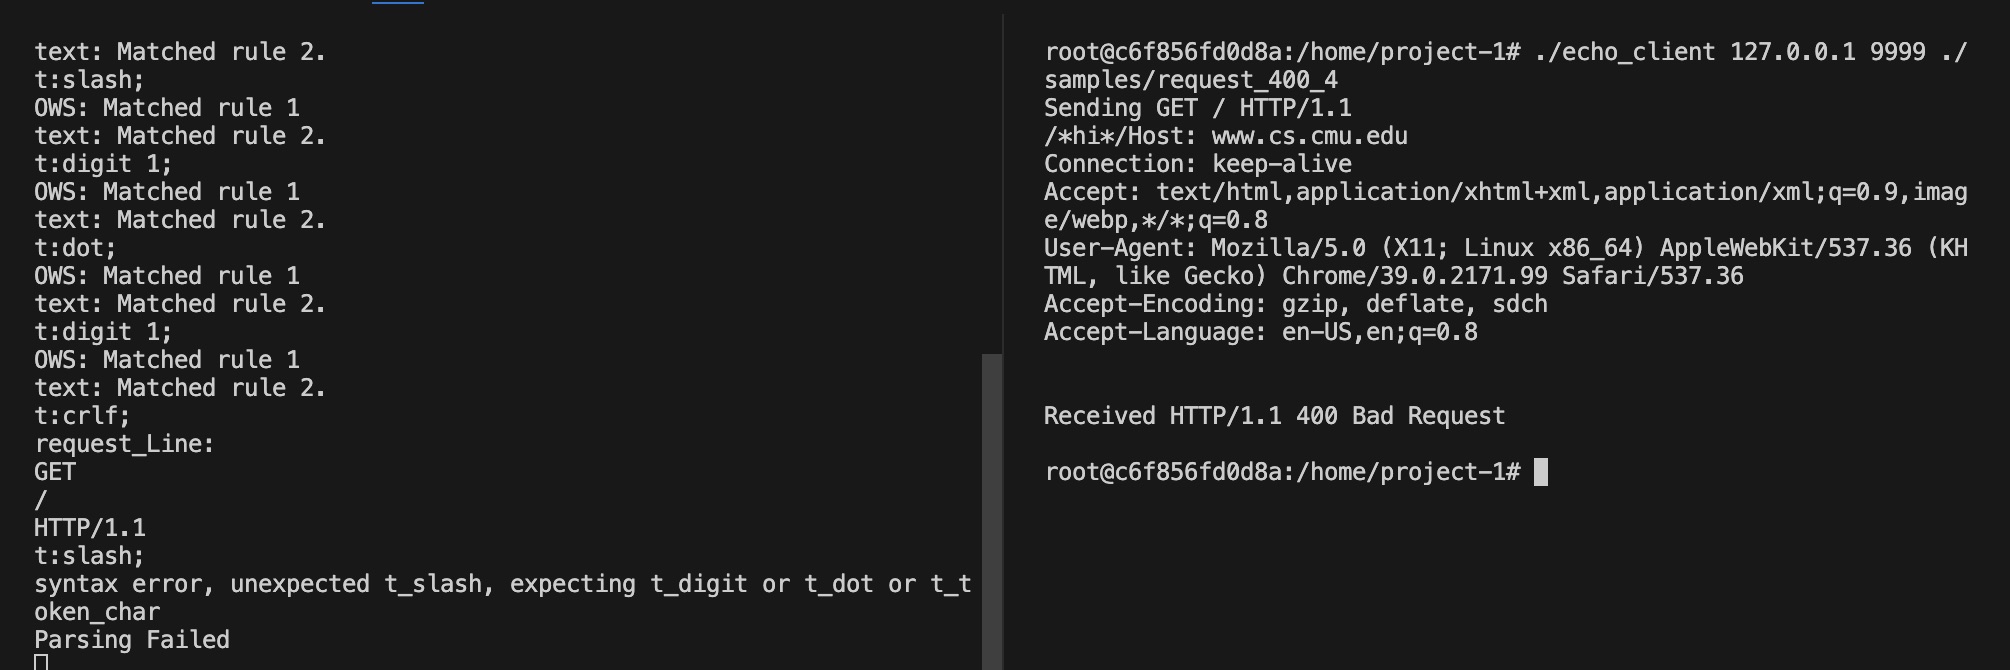 text: Matched rule 2.
t:slash;
OWS: Matched rule 1
text: Matched rule 2.
t:digit 1;
OWS: Matched rule 1
text: Matched rule 2.
t:dot;
OWS: Matched rule 1
text: Matched rule 2.
t:digit 1;
OWS: Matched rule 1
text: Matched rule 2.
t:crlf;
request_Line:
GET
/
HTTP/1.1
t:slash;
syntax error, unexpected t_slash, expecting t_digit or t_dot or t_t
oken_char
Parsing Failed
root@c6f856fd0d8a:/home/project-1# ./echo_client 127.0.0.1 9999 ./
samples/request_400_4
Sending GET / HTTP/1.1
/*hi*/Host: www.cs.cmu.edu
Connection: keep-alive
Accept: text/html,application/xhtml+xml,application/xml;q=0.9,imag
e/webp,*/*;q=0.8
User-Agent: Mozilla/5.0 (X11; Linux x86_64) AppleWebKit/537.36 (KH
TML, like Gecko) Chrome/39.0.2171.99 Safari/537.36
Accept-Encoding: gzip, deflate, sdch
Accept-Language: en-US,en;q=0.8
Received HTTP/1.1 400 Bad Request
root@c6f856fd0d8a:/home/project-1#